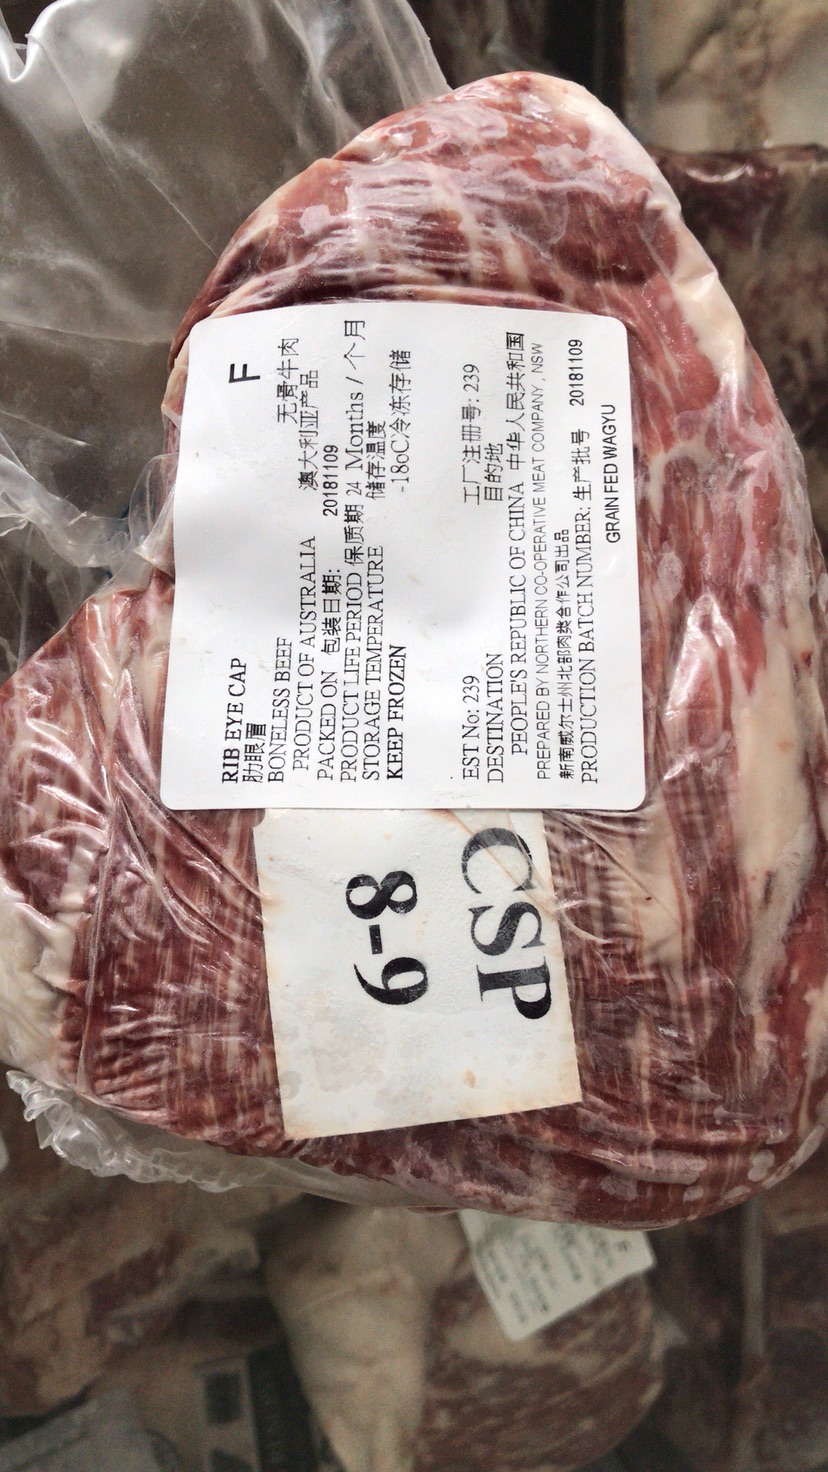 F
RIB EYE CAP
肋眼眉 无骨牛肉
BONELESS BEEF
PRODUCT OF AUSTRALIA 澳大利亚产品
PACKED ON 包装日期: 20181109
PRODUCT LIFE PERIOD 保质期 24 Months / 个月
STORAGE TEMPERATURE 储存温度
KEEP FROZEN -18oC冷冻存储
EST No: 239 工厂注册号: 239
DESTINATION 目的地
PEOPLE'S REPUBLIC OF CHINA 中华人民共和国
PREPARED BY NORTHERN CO-OPERATIVE MEAT COMPANY, NSW
新南威尔士州北部肉类合作公司出品
PRODUCTION BATCH NUMBER: 生产批号 20181109
GRAIN FED WAGYU
CSP
8-9